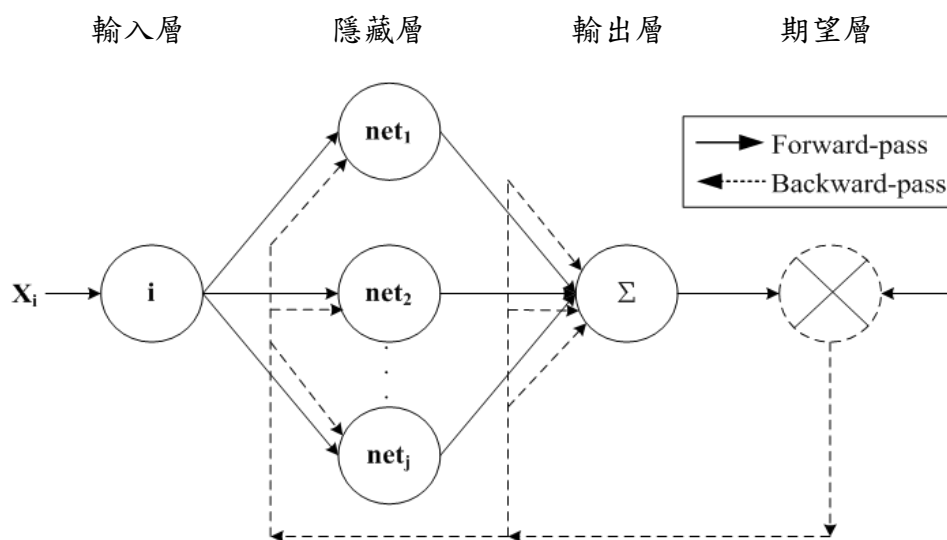 輸入層 隱藏層 輸出層 期望層
net₁
Forward-pass
Backward-pass
Xᵢ i net₂ Σ
netⱼ